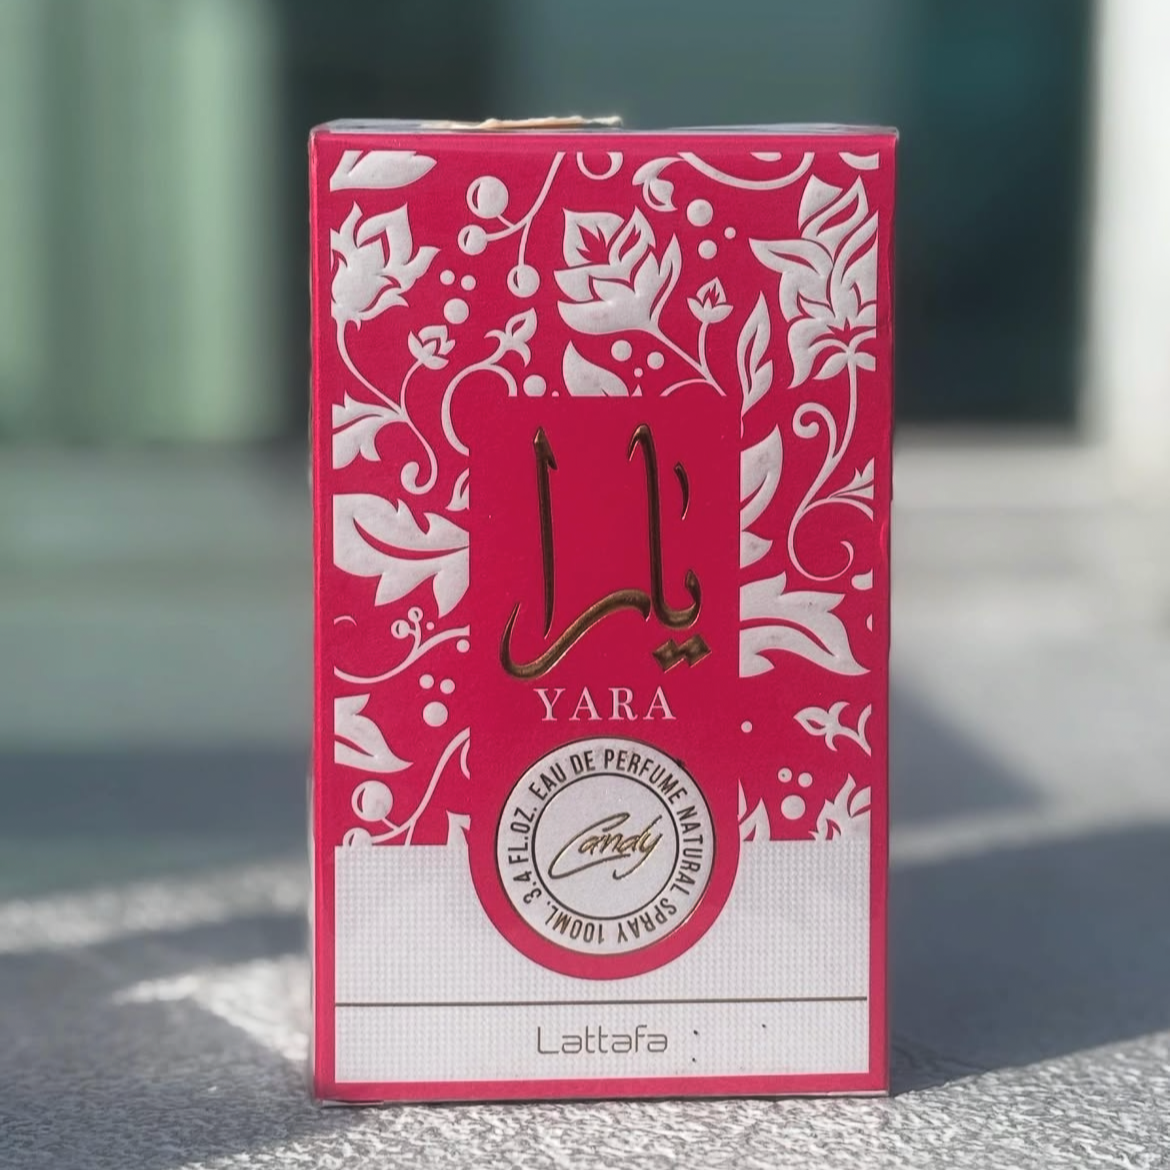 يارا
YARA
EAU DE PERFUME NATURAL SPRAY 100ML. 3.4 FL.OZ.
Candy
Lattafa